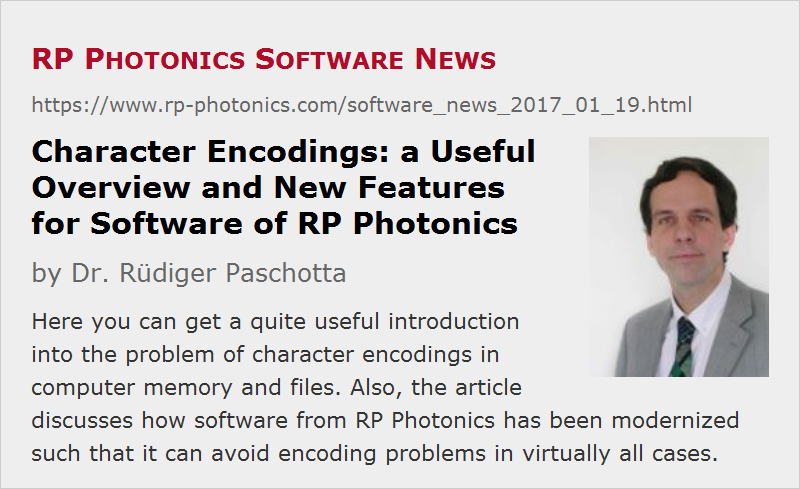 RP PHOTONICS SOFTWARE NEWS
https://www.rp-photonics.com/software_news_2017_01_19.html
Character Encodings: a Useful
Overview and New Features
for Software of RP Photonics
by Dr. Rüdiger Paschotta
Here you can get a quite useful introduction
into the problem of character encodings in
computer memory and files. Also, the article
discusses how software from RP Photonics has been modernized
such that it can avoid encoding problems in virtually all cases.